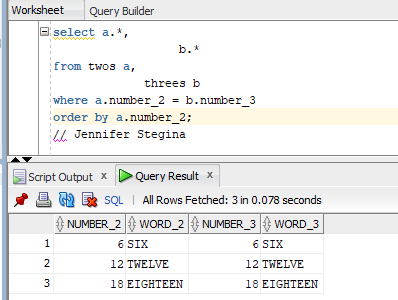 Worksheet Query Builder
select a.*,
b.*
from twos a,
threes b
where a.number_2 = b.number_3
order by a.number_2;
// Jennifer Stegina
Script Output x Query Result x
SQL | All Rows Fetched: 3 in 0.078 seconds
NUMBER_2 WORD_2 NUMBER_3 WORD_3
1 6 SIX 6 SIX
2 12 TWELVE 12 TWELVE
3 18 EIGHTEEN 18 EIGHTEEN